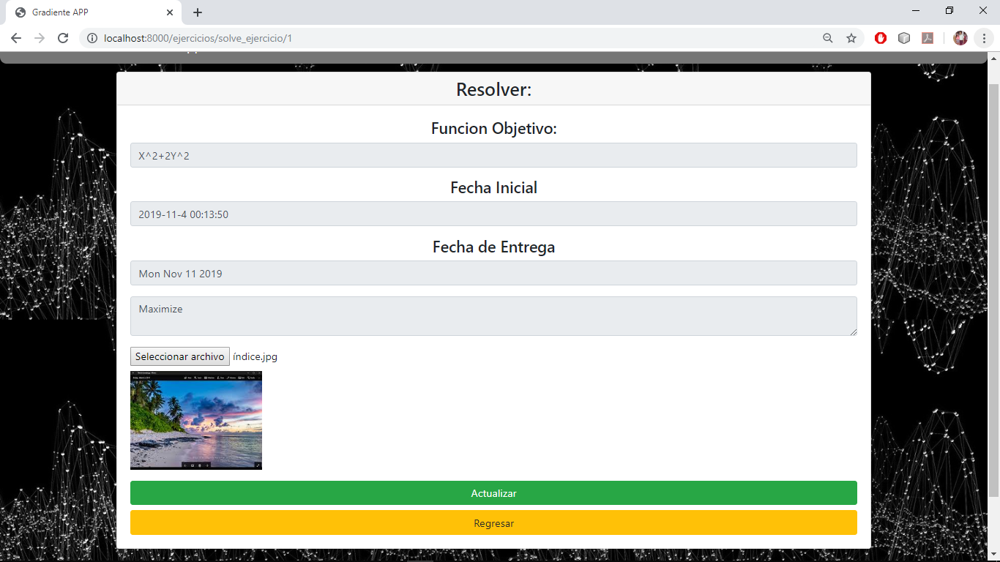 Gradiente APP
localhost:8000/ejercicios/solve_ejercicio/1
Resolver:
Funcion Objetivo:
X^2+2Y^2
Fecha Inicial
2019-11-4 00:13:50
Fecha de Entrega
Mon Nov 11 2019
Maximize
Seleccionar archivo índice.jpg
Actualizar
Regresar